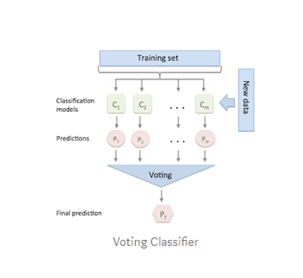 Training set
Classification
models
C1 C2 ... Cm
New data
Predictions
P1 P2 ... Pm
Voting
Final prediction
Pf
Voting Classifier